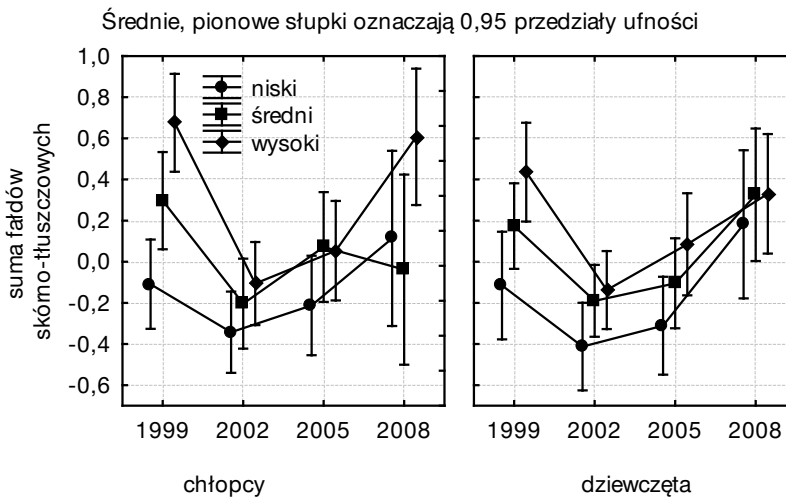 Średnie, pionowe słupki oznaczają 0,95 przedziały ufności
suma fałdów
skórno-tłuszczowych
1,0
0,8
0,6
0,4
0,2
0,0
-0,2
-0,4
-0,6
niski
średni
wysoki
1999 2002 2005 2008
1999 2002 2005 2008
chłopcy
dziewczęta